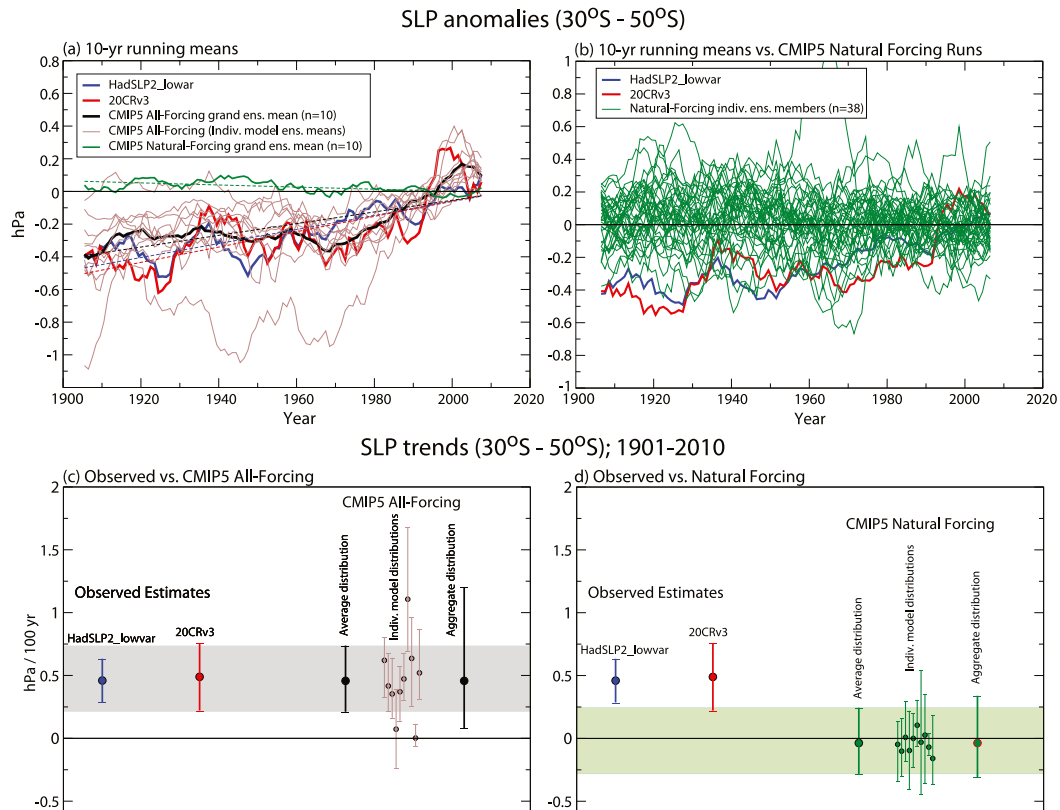 SLP anomalies (30°S - 50°S)
(a) 10-yr running means
0.8
0.6
0.4
0.2
0
-0.2
-0.4
-0.6
-0.8
-1
hPa
HadSLP2_lowar
20CRv3
CMIP5 All-Forcing grand ens. mean (n=10)
CMIP5 All-Forcing (Indiv. model ens. means)
CMIP5 Natural-Forcing grand ens. mean (n=10)
1900 1920 1940 1960 1980 2000 2020
Year
(b) 10-yr running means vs. CMIP5 Natural Forcing Runs
1
0.8
0.6
0.4
0.2
0
-0.2
-0.4
-0.6
-0.8
-1
HadSLP2_lowvar
20CRv3
Natural-Forcing indiv. ens. members (n=38)
1900 1920 1940 1960 1980 2000 2020
Year
SLP trends (30°S - 50°S); 1901-2010
(c) Observed vs. CMIP5 All-Forcing
2
1.5
1
0.5
0
-0.5
hPa / 100 yr
CMIP5 All-Forcing
Observed Estimates
HadSLP2_lowvar
20CRv3
Average distribution
Indiv. model distributions
Aggregate distribution
d) Observed vs. Natural Forcing
2
1.5
1
0.5
0
-0.5
CMIP5 Natural Forcing
Observed Estimates
HadSLP2_lowvar
20CRv3
Average distribution
Indiv. model distributions
Aggregate distribution